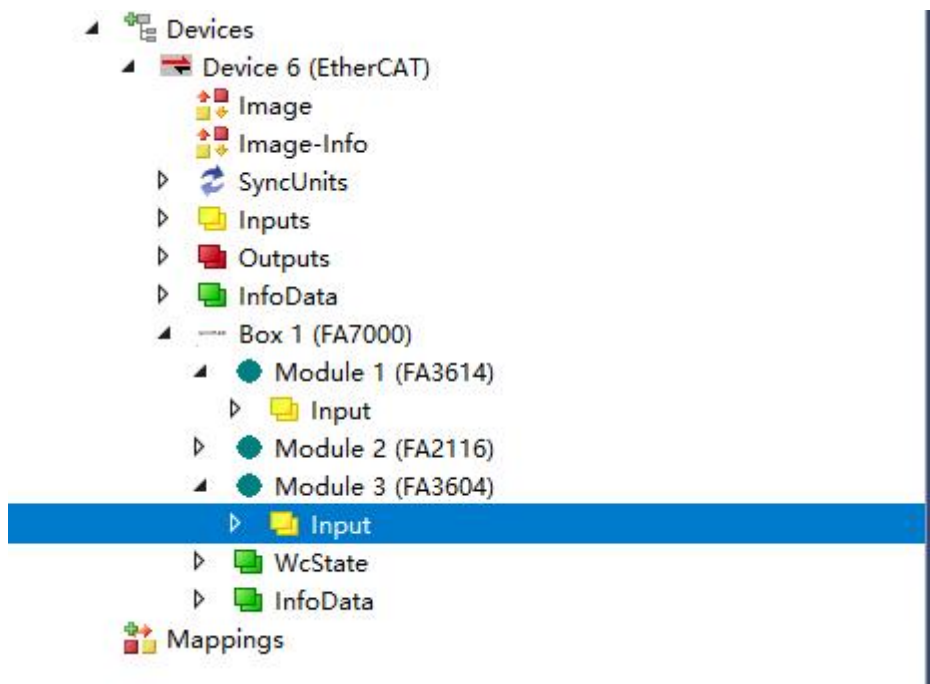 Devices
Device 6 (EtherCAT)
Image
Image-Info
SyncUnits
Inputs
Outputs
InfoData
Box 1 (FA7000)
Module 1 (FA3614)
Input
Module 2 (FA2116)
Module 3 (FA3604)
Input
WcState
InfoData
Mappings